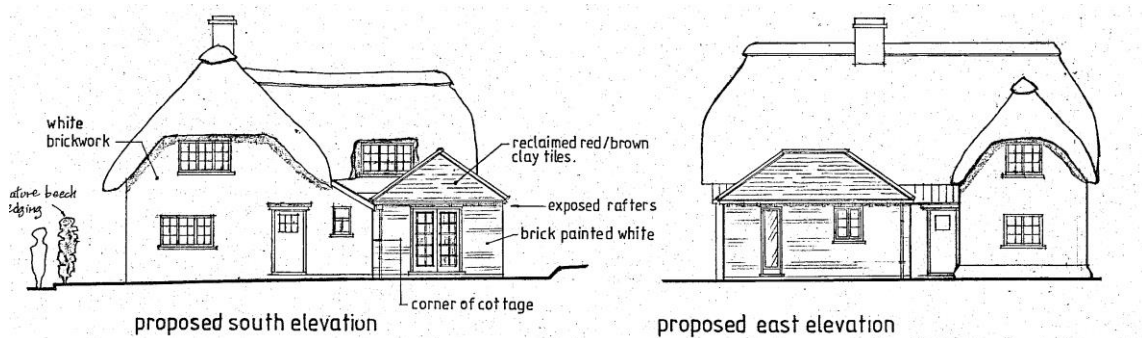 white
brickwork
reclaimed red/brown
clay tiles.
beech
exposed rafters
brick painted white
corner of cottage
proposed south elevation
proposed east elevation